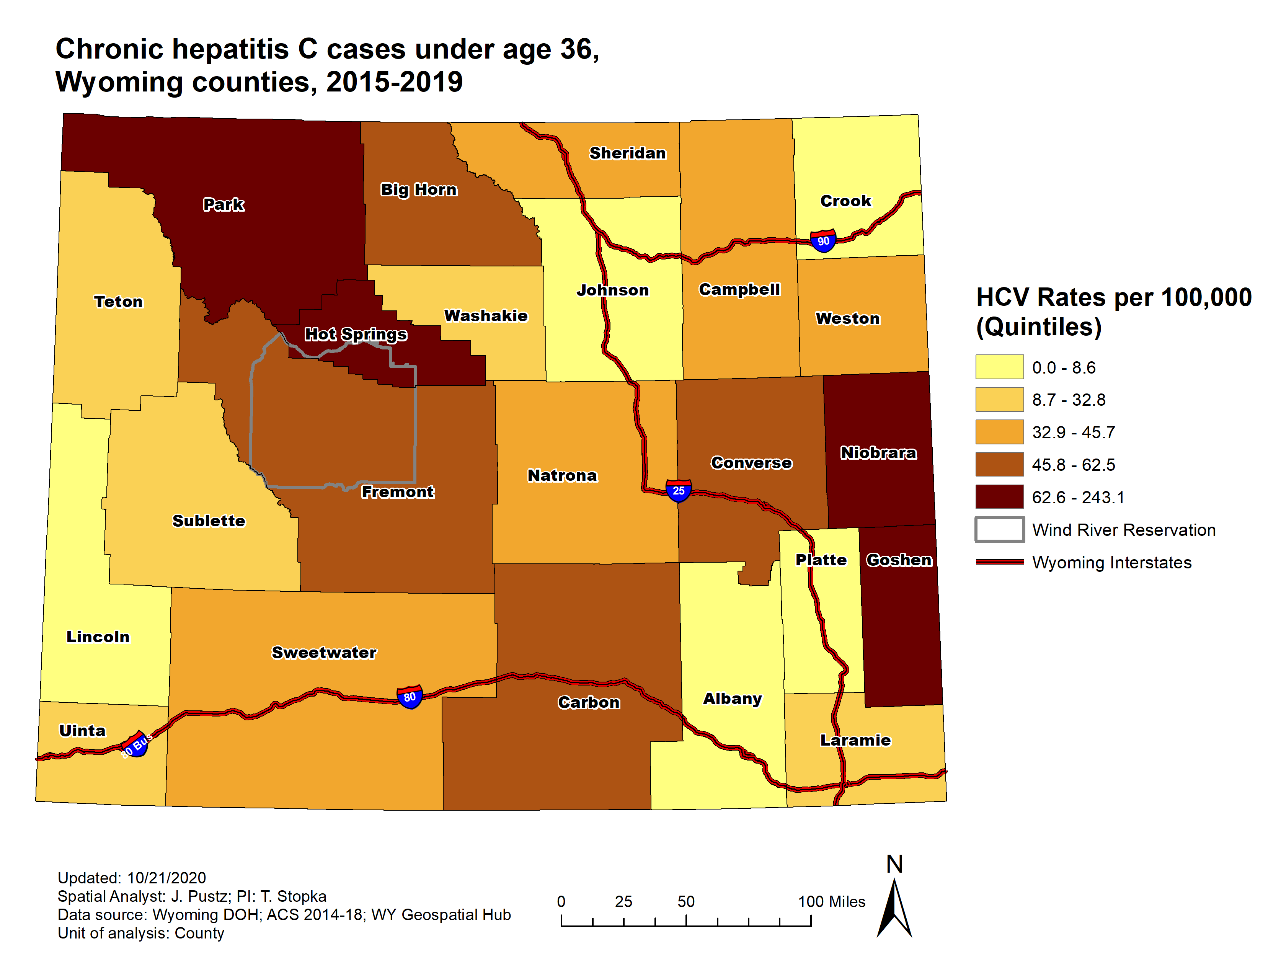 Chronic hepatitis C cases under age 36,
Wyoming counties, 2015-2019
Sheridan
Park
Big Horn
Crook
90
Teton
Johnson
Campbell
Washakie
Weston
Hot Springs
Natrona
Converse
Niobrara
25
Fremont
Sublette
Platte
Goshen
Lincoln
Sweetwater
80
Carbon
Albany
Uinta
80 Bus
Laramie
HCV Rates per 100,000
(Quintiles)
0.0 - 8.6
8.7 - 32.8
32.9 - 45.7
45.8 - 62.5
62.6 - 243.1
Wind River Reservation
Wyoming Interstates
Updated: 10/21/2020
Spatial Analyst: J. Pustz; PI: T. Stopka
Data source: Wyoming DOH; ACS 2014-18; WY Geospatial Hub
Unit of analysis: County
0 25 50 100 Miles
N